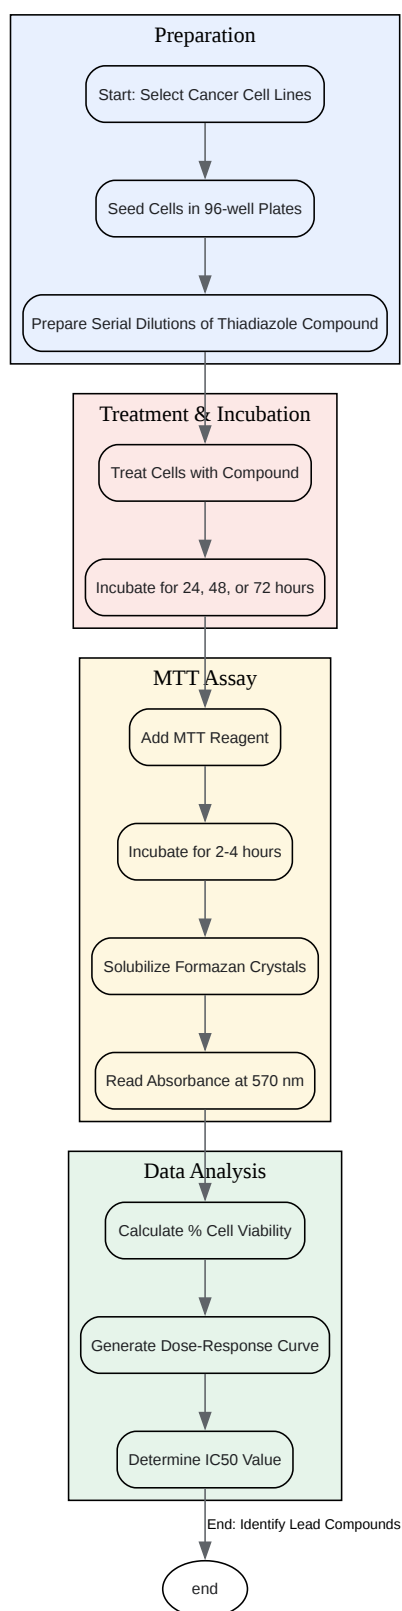 Preparation
Start: Select Cancer Cell Lines
Seed Cells in 96-well Plates
Prepare Serial Dilutions of Thiadiazole Compound
Treatment & Incubation
Treat Cells with Compound
Incubate for 24, 48, or 72 hours
MTT Assay
Add MTT Reagent
Incubate for 2-4 hours
Solubilize Formazan Crystals
Read Absorbance at 570 nm
Data Analysis
Calculate % Cell Viability
Generate Dose-Response Curve
Determine IC50 Value
End: Identify Lead Compounds
end